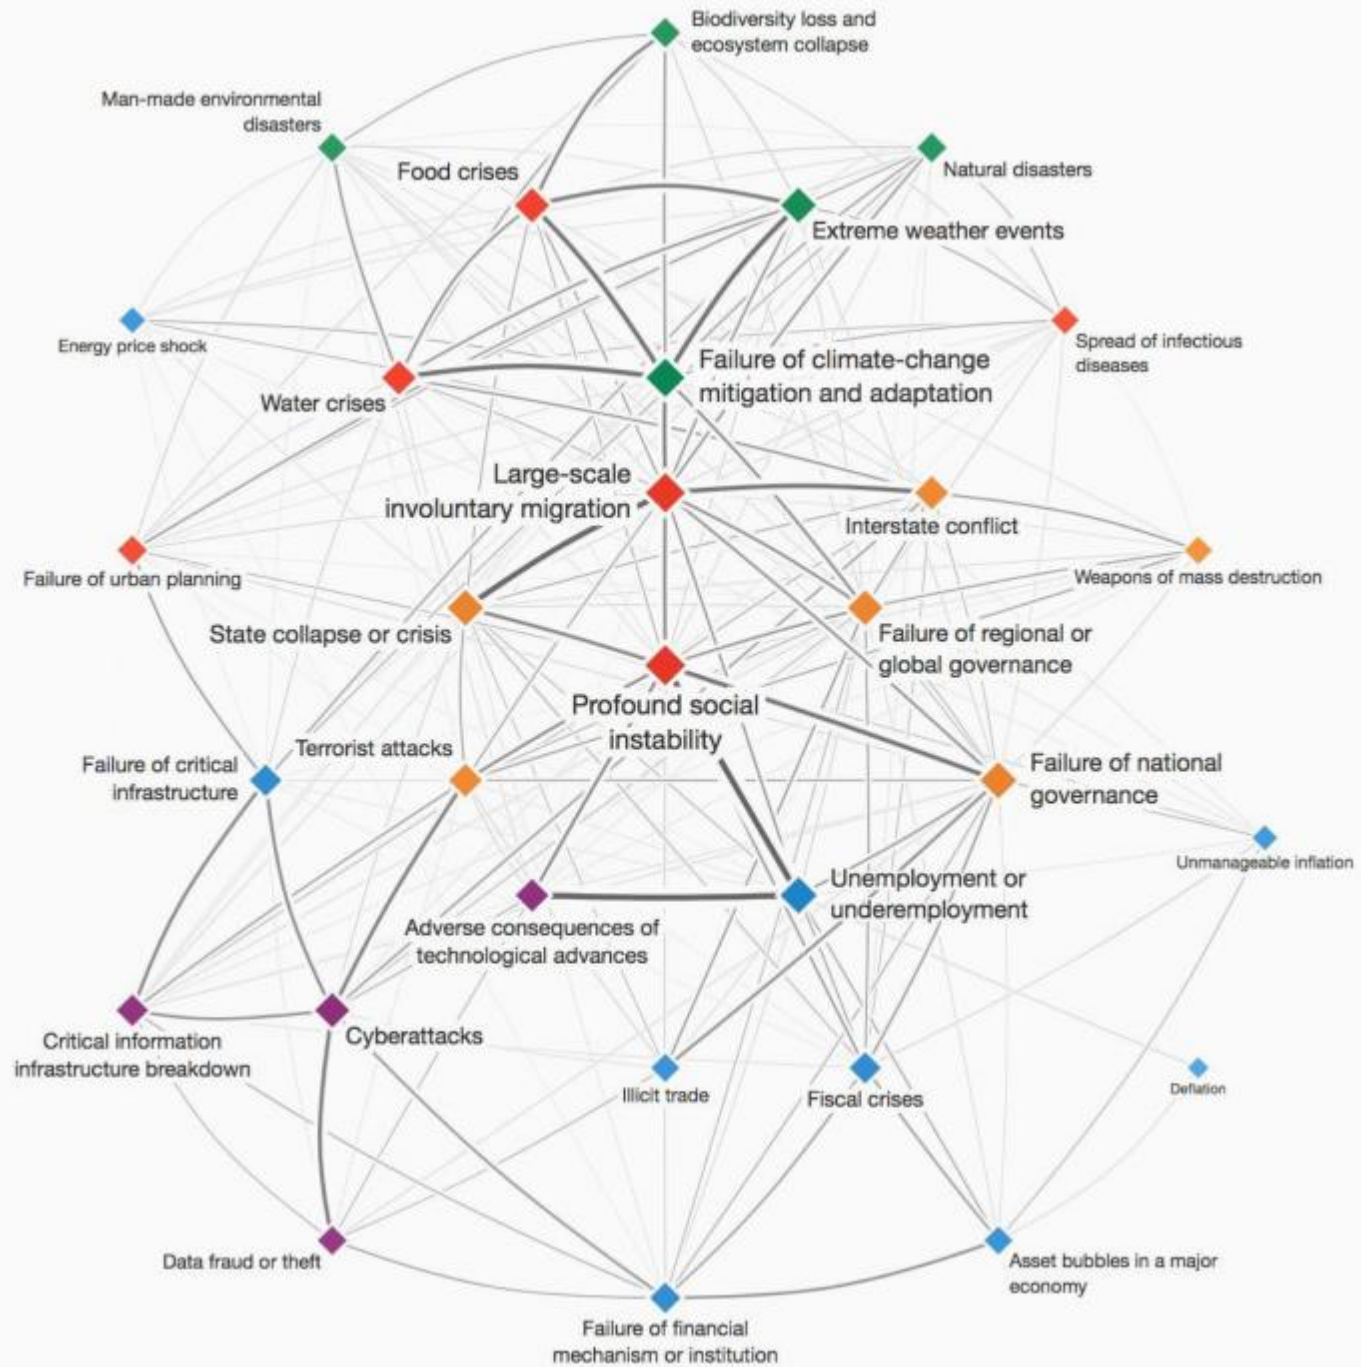 Biodiversity loss and
ecosystem collapse
Man-made environmental
disasters
Food crises
Natural disasters
Extreme weather events
Energy price shock
Spread of infectious
diseases
Failure of climate-change
mitigation and adaptation
Water crises
Large-scale
involuntary migration
Interstate conflict
Failure of urban planning
Weapons of mass destruction
State collapse or crisis
Failure of regional or
global governance
Profound social
instability
Terrorist attacks
Failure of critical
infrastructure
Failure of national
governance
Unmanageable inflation
Unemployment or
underemployment
Adverse consequences of
technological advances
Critical information
infrastructure breakdown
Cyberattacks
Illicit trade
Fiscal crises
Deflation
Data fraud or theft
Asset bubbles in a major
economy
Failure of financial
mechanism or institution